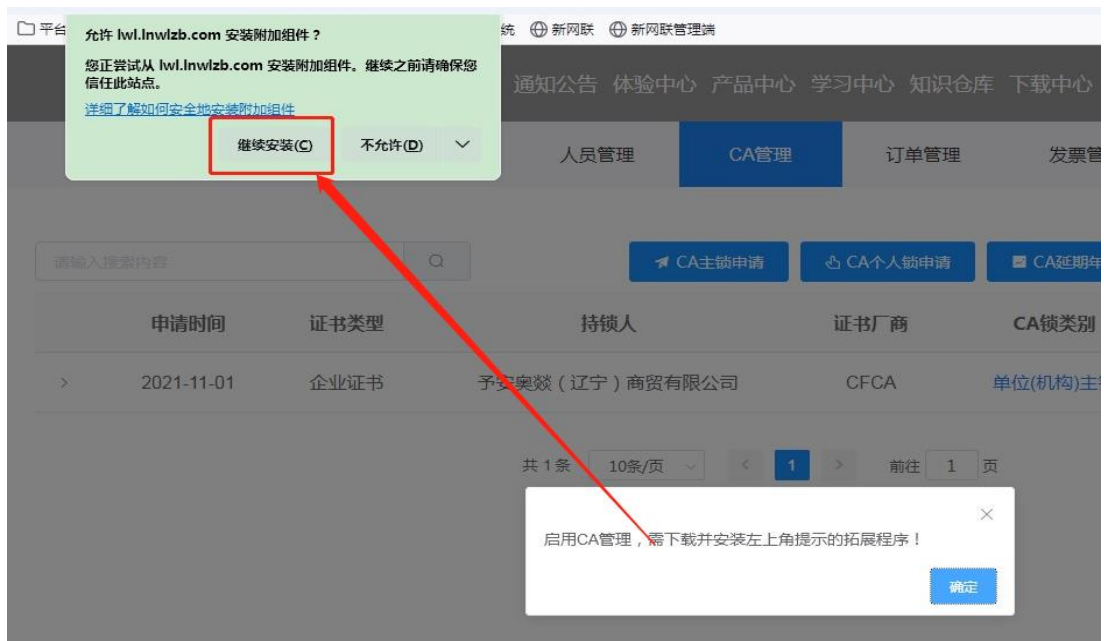 平台
统
新网联
新网联管理端
允许 lwl.lnwlzb.com 安装附加组件？
您正尝试从 lwl.lnwlzb.com 安装附加组件。继续之前请确保您
信任此站点。
详细了解如何安全地安装附加组件
继续安装(C) 不允许(D)
通知公告 体验中心 产品中心 学习中心 知识仓库 下载中心
人员管理 CA管理 订单管理 发票管
请输入搜索内容
CA主锁申请 CA个人锁申请 CA延期年
申请时间 证书类型 持锁人 证书厂商 CA锁类别
2021-11-01 企业证书 予安奥燚（辽宁）商贸有限公司 CFCA 单位(机构)主
共 1 条 10条/页 1 前往 1 页
启用CA管理，需下载并安装左上角提示的拓展程序！
确定